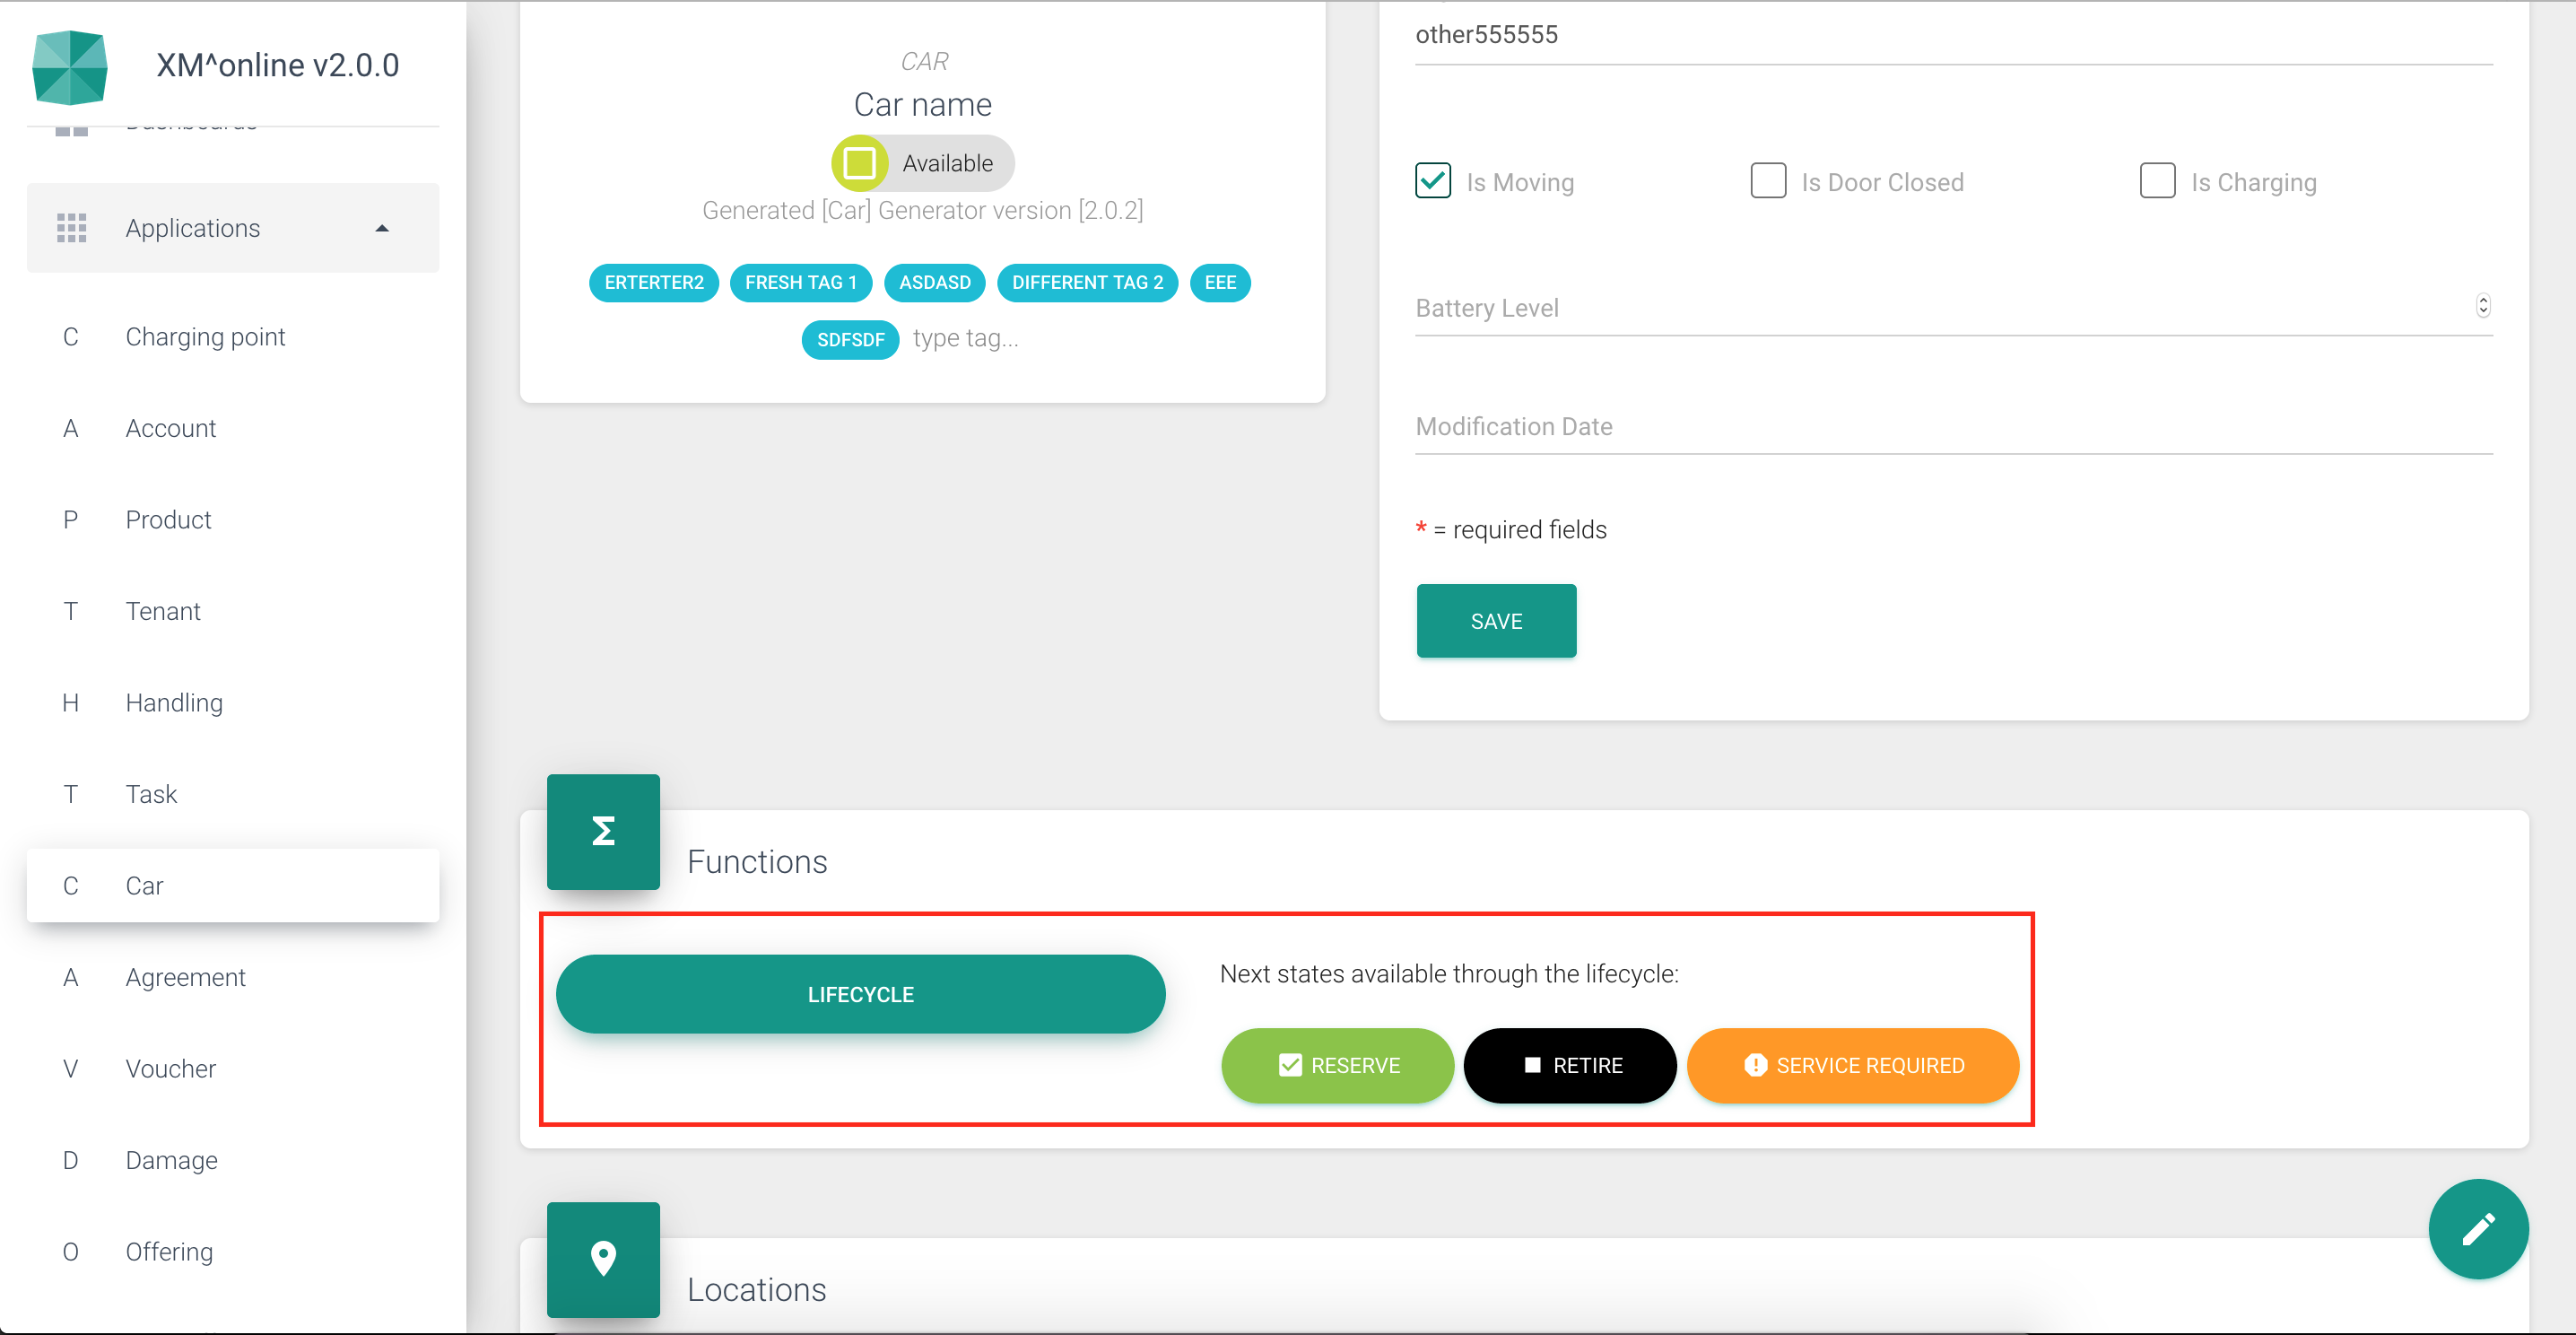 XM^online v2.0.0
Applications
C Charging point
A Account
P Product
T Tenant
H Handling
T Task
C Car
A Agreement
V Voucher
D Damage
O Offering
CAR
Car name
Available
Generated [Car] Generator version [2.0.2]
ERTERTER2 FRESH TAG 1 ASDASD DIFFERENT TAG 2 EEE
SDFSDF type tag...
other555555
Is Moving Is Door Closed Is Charging
Battery Level
Modification Date
* = required fields
SAVE
Σ
Functions
LIFECYCLE
Next states available through the lifecycle:
RESERVE RETIRE SERVICE REQUIRED
Locations